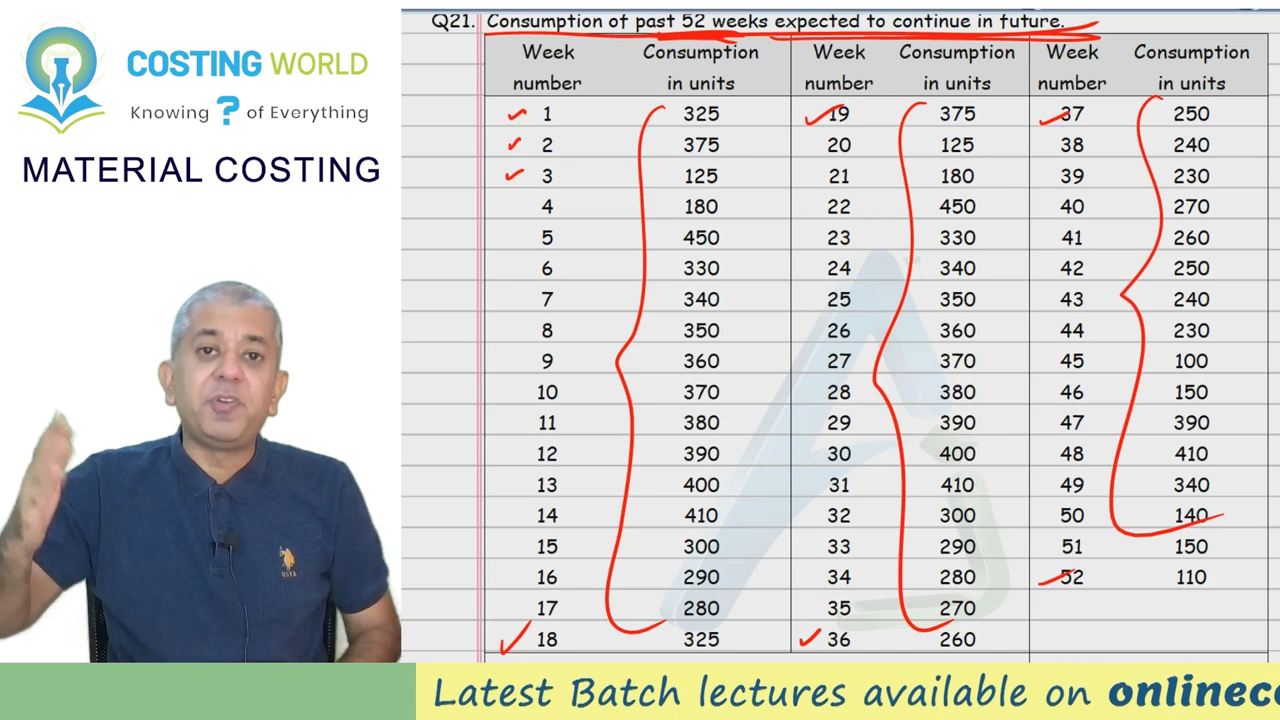 COSTING WORLD
Knowing ? of Everything
MATERIAL COSTING
Q21. Consumption of past 52 weeks expected to continue in future.
Week number Consumption in units Week number Consumption in units Week number Consumption in units
1 325 19 375 37 250
2 375 20 125 38 240
3 125 21 180 39 230
4 180 22 450 40 270
5 450 23 330 41 260
6 330 24 340 42 250
7 340 25 350 43 240
8 350 26 360 44 230
9 360 27 370 45 100
10 370 28 380 46 150
11 380 29 390 47 390
12 390 30 400 48 410
13 400 31 410 49 340
14 410 32 300 50 140
15 300 33 290 51 150
16 290 34 280 52 110
17 280 35 270
18 325 36 260
Latest Batch lectures available on onlinec